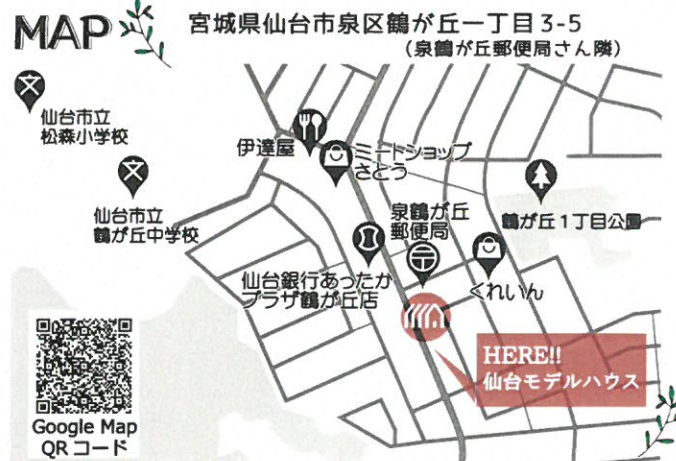 MAP
宮城県仙台市泉区鶴が丘一丁目3-5
（泉鶴が丘郵便局さん隣）
仙台市立
松森小学校
伊達屋
ミートショップ
さとう
仙台市立
鶴が丘中学校
泉鶴が丘
郵便局
鶴が丘1丁目公園
仙台銀行あったか
プラザ鶴が丘店
くれいん
HERE!!
仙台モデルハウス
Google Map
QRコード